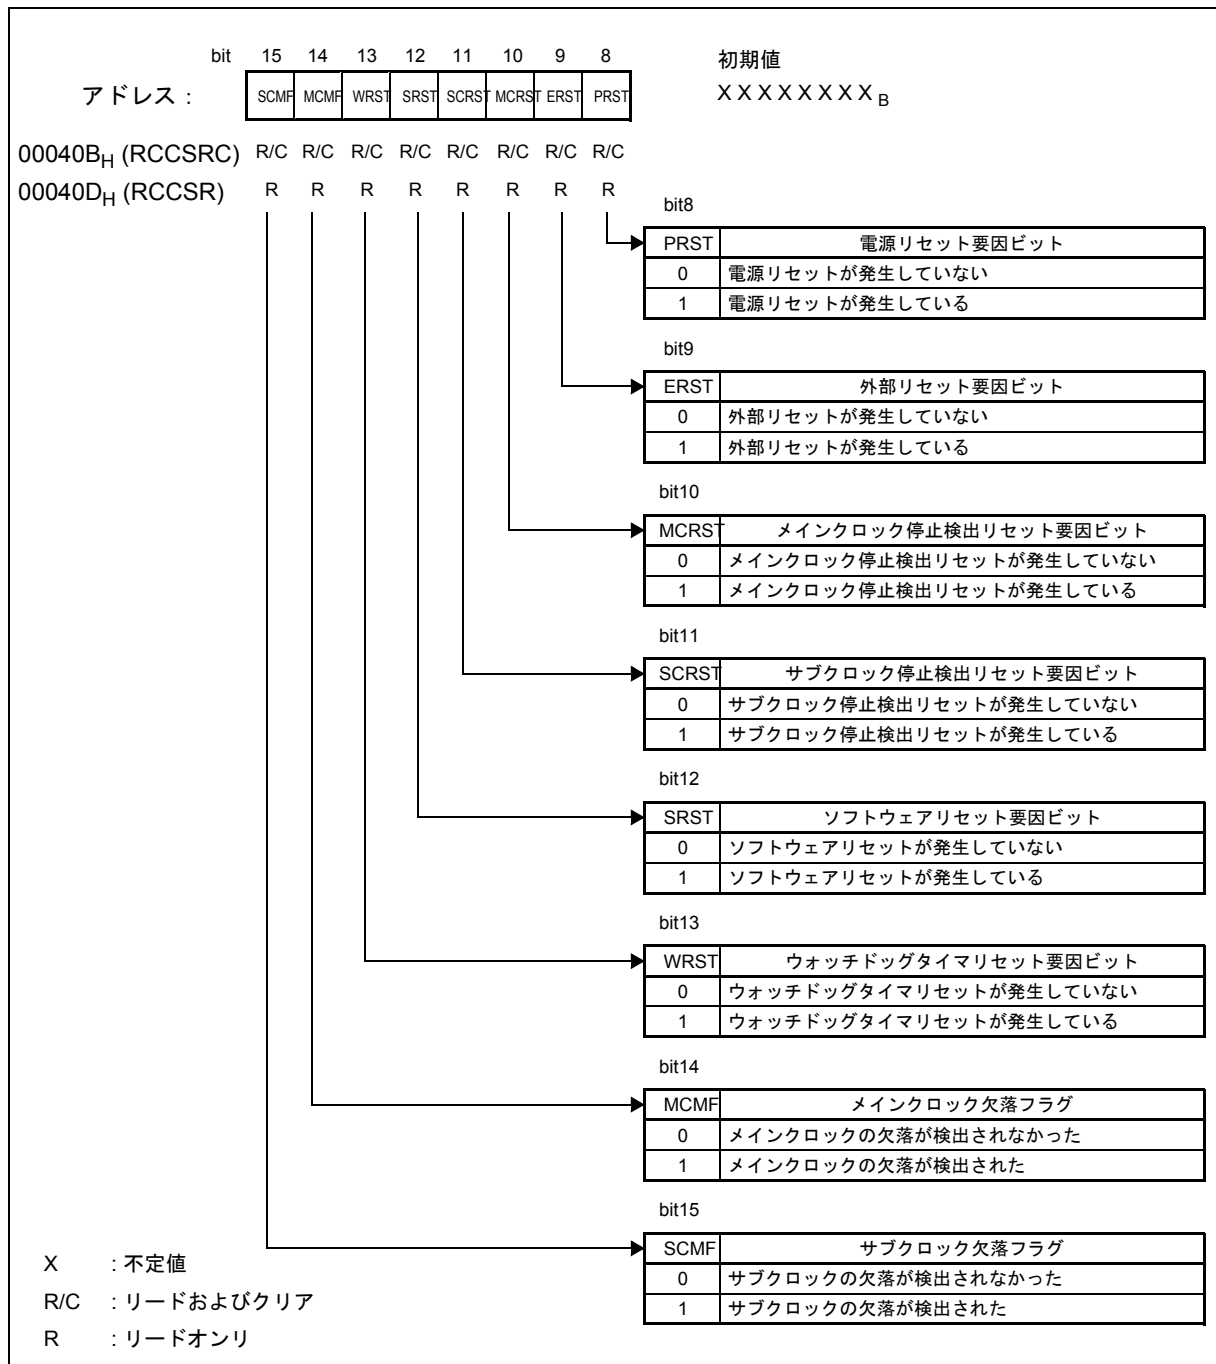 bit 15 14 13 12 11 10 9 8 初期値
アドレス : SCMF MCMF WRST SRST SCRST MCRST ERST PRST X X X X X X X X B
00040BH (RCCSRC) R/C R/C R/C R/C R/C R/C R/C R/C
00040DH (RCCSR) R R R R R R R R
bit8
PRST 電源リセット要因ビット
0 電源リセットが発生していない
1 電源リセットが発生している
bit9
ERST 外部リセット要因ビット
0 外部リセットが発生していない
1 外部リセットが発生している
bit10
MCRST メインクロック停止検出リセット要因ビット
0 メインクロック停止検出リセットが発生していない
1 メインクロック停止検出リセットが発生している
bit11
SCRST サブクロック停止検出リセット要因ビット
0 サブクロック停止検出リセットが発生していない
1 サブクロック停止検出リセットが発生している
bit12
SRST ソフトウェアリセット要因ビット
0 ソフトウェアリセットが発生していない
1 ソフトウェアリセットが発生している
bit13
WRST ウォッチドッグタイマリセット要因ビット
0 ウォッチドッグタイマリセットが発生していない
1 ウォッチドッグタイマリセットが発生している
bit14
MCMF メインクロック欠落フラグ
0 メインクロックの欠落が検出されなかった
1 メインクロックの欠落が検出された
bit15
SCMF サブクロック欠落フラグ
0 サブクロックの欠落が検出されなかった
1 サブクロックの欠落が検出された
X : 不定値
R/C : リードおよびクリア
R : リードオンリ